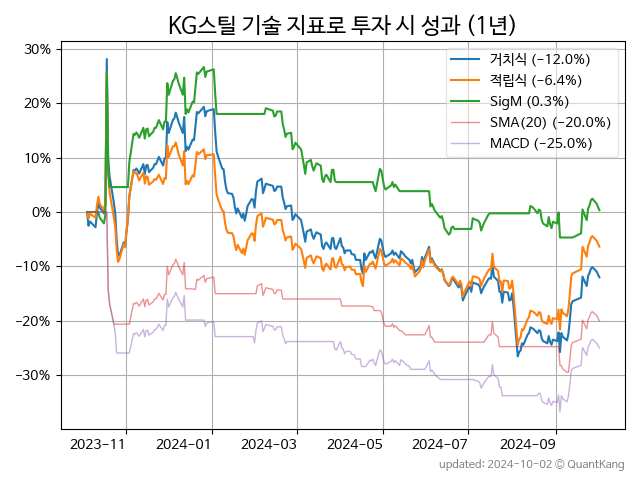 KG스틸 기술 지표로 투자 시 성과 (1년)
30%
20%
10%
0%
−10%
−20%
−30%
거치식 (−12.0%)
적립식 (−6.4%)
SigM (0.3%)
SMA(20) (−20.0%)
MACD (−25.0%)
2023-11 2024-01 2024-03 2024-05 2024-07 2024-09
updated: 2024-10-02 © QuantKang